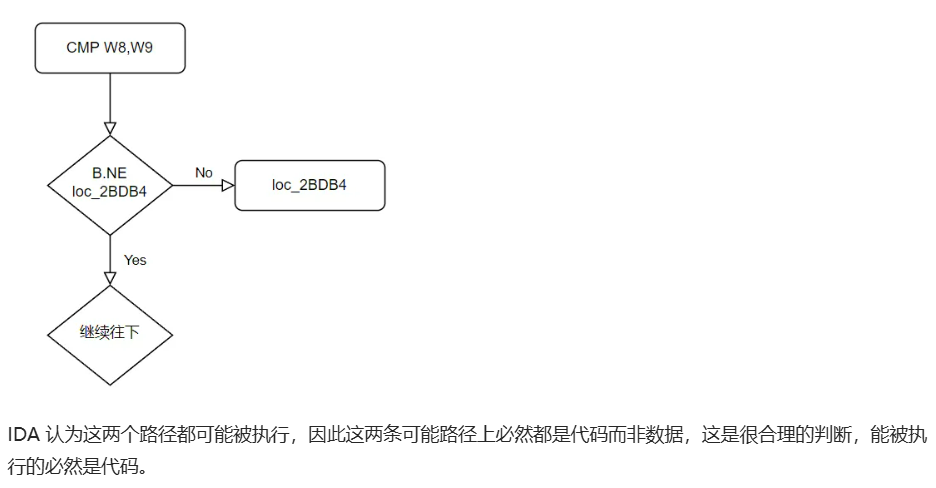 CMP W8,W9
B.NE
loc_2BDB4
No
loc_2BDB4
Yes
继续往下
IDA 认为这两个路径都可能被执行，因此这两条可能路径上必然都是代码而非数据，这是很合理的判断，能被执
行的必然是代码。